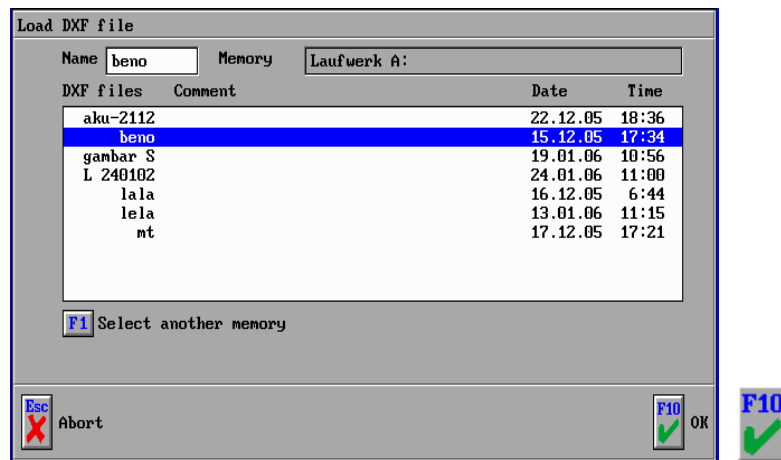 Load DXF file
Name beno Memory Laufwerk A:
DXF files Comment Date Time
aku-2112 22.12.05 18:36
beno 15.12.05 17:34
gambar S 19.01.06 10:56
L 240102 24.01.06 11:00
lala 16.12.05 6:44
lela 13.01.06 11:15
mt 17.12.05 17:21
F1 Select another memory
Esc Abort F10 OK F10